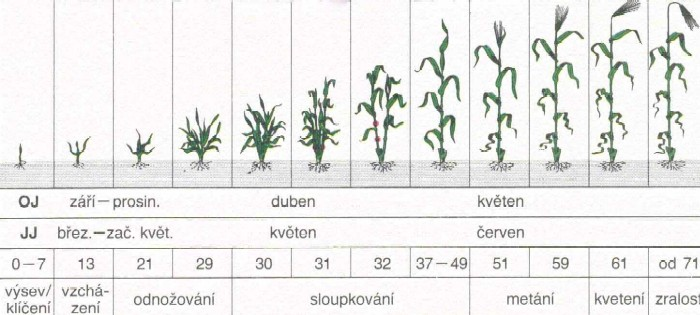 OJ září – prosin. duben květen
JJ břez. – zač. květ. květen červen
0 – 7 13 21 29 30 31 32 37 – 49 51 59 61 od 71
výsev/ vzchá-
klíčení zení odnožování sloupkování metání kvetení zralost